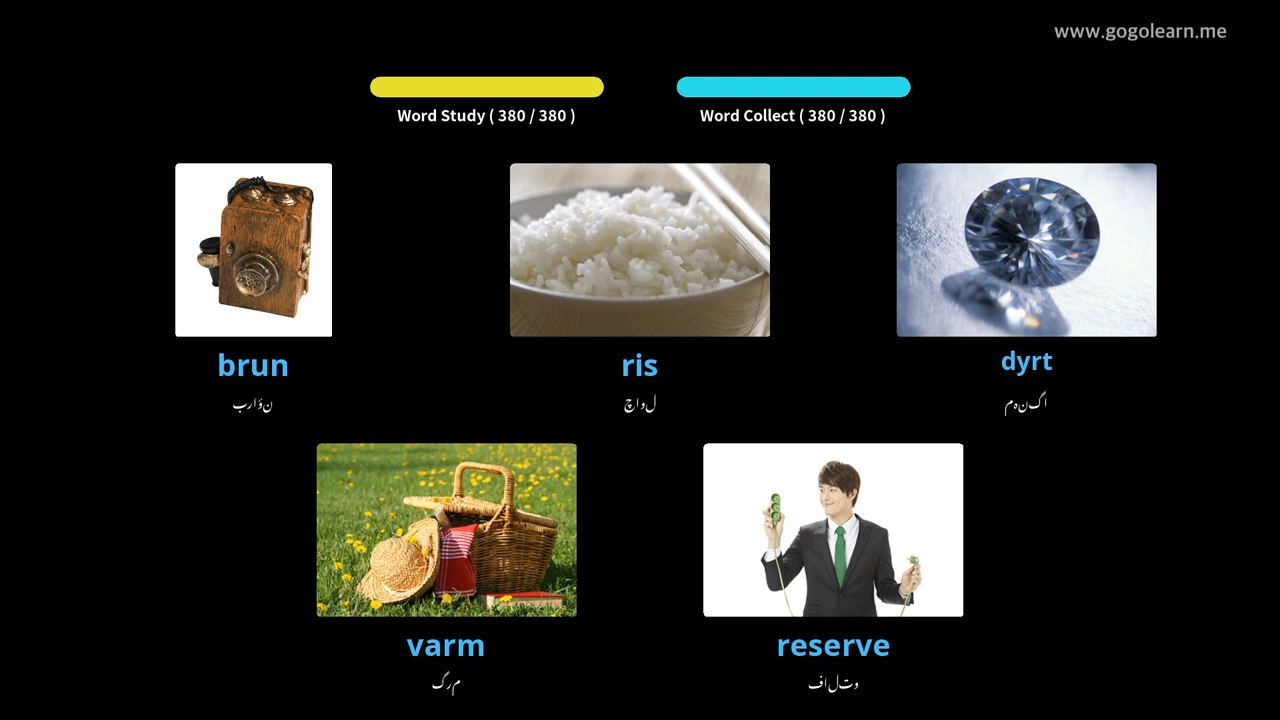 www.gogolearn.me
Word Study ( 380 / 380 )
Word Collect ( 380 / 380 )
brun
نؤارب
ris
لواچ
dyrt
اگنہم
varm
مرگ
reserve
وتلاف